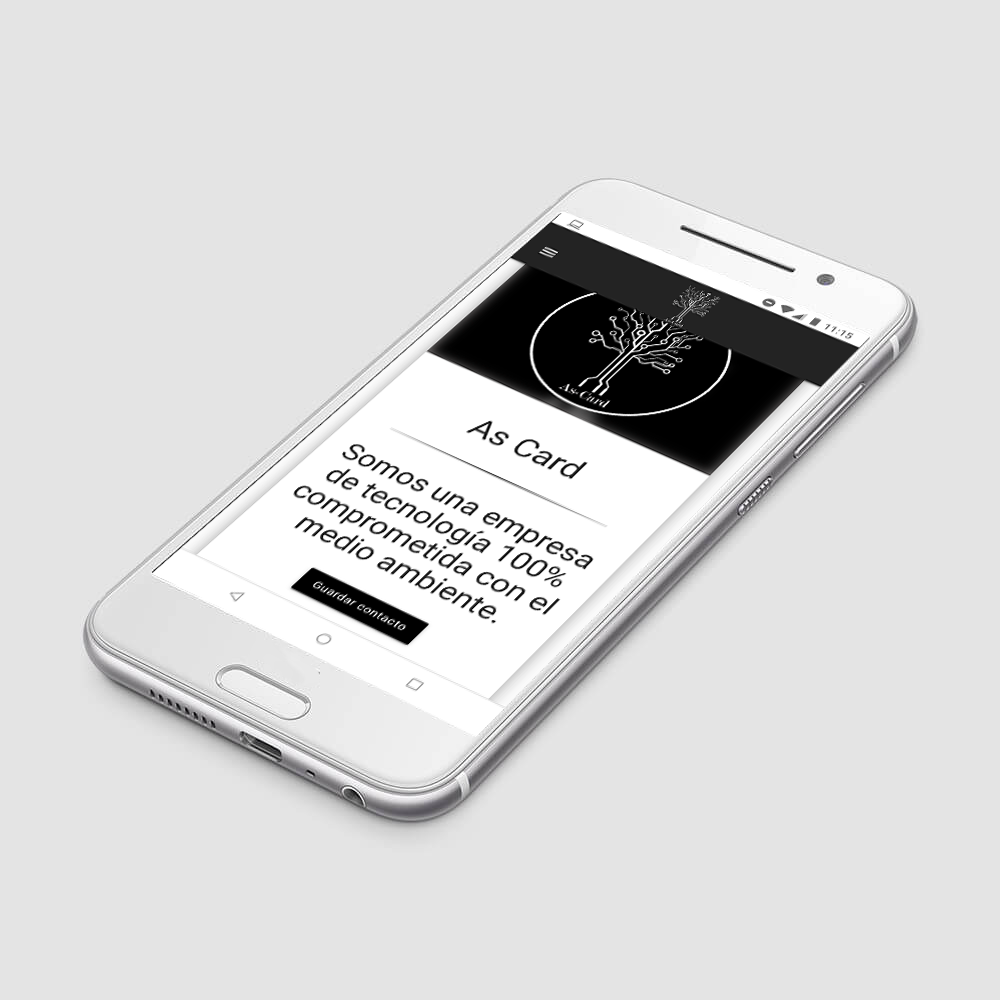 11:15
As-Card
As Card
Somos una empresa
de tecnología 100%
comprometida con el
medio ambiente.
Guardar contacto